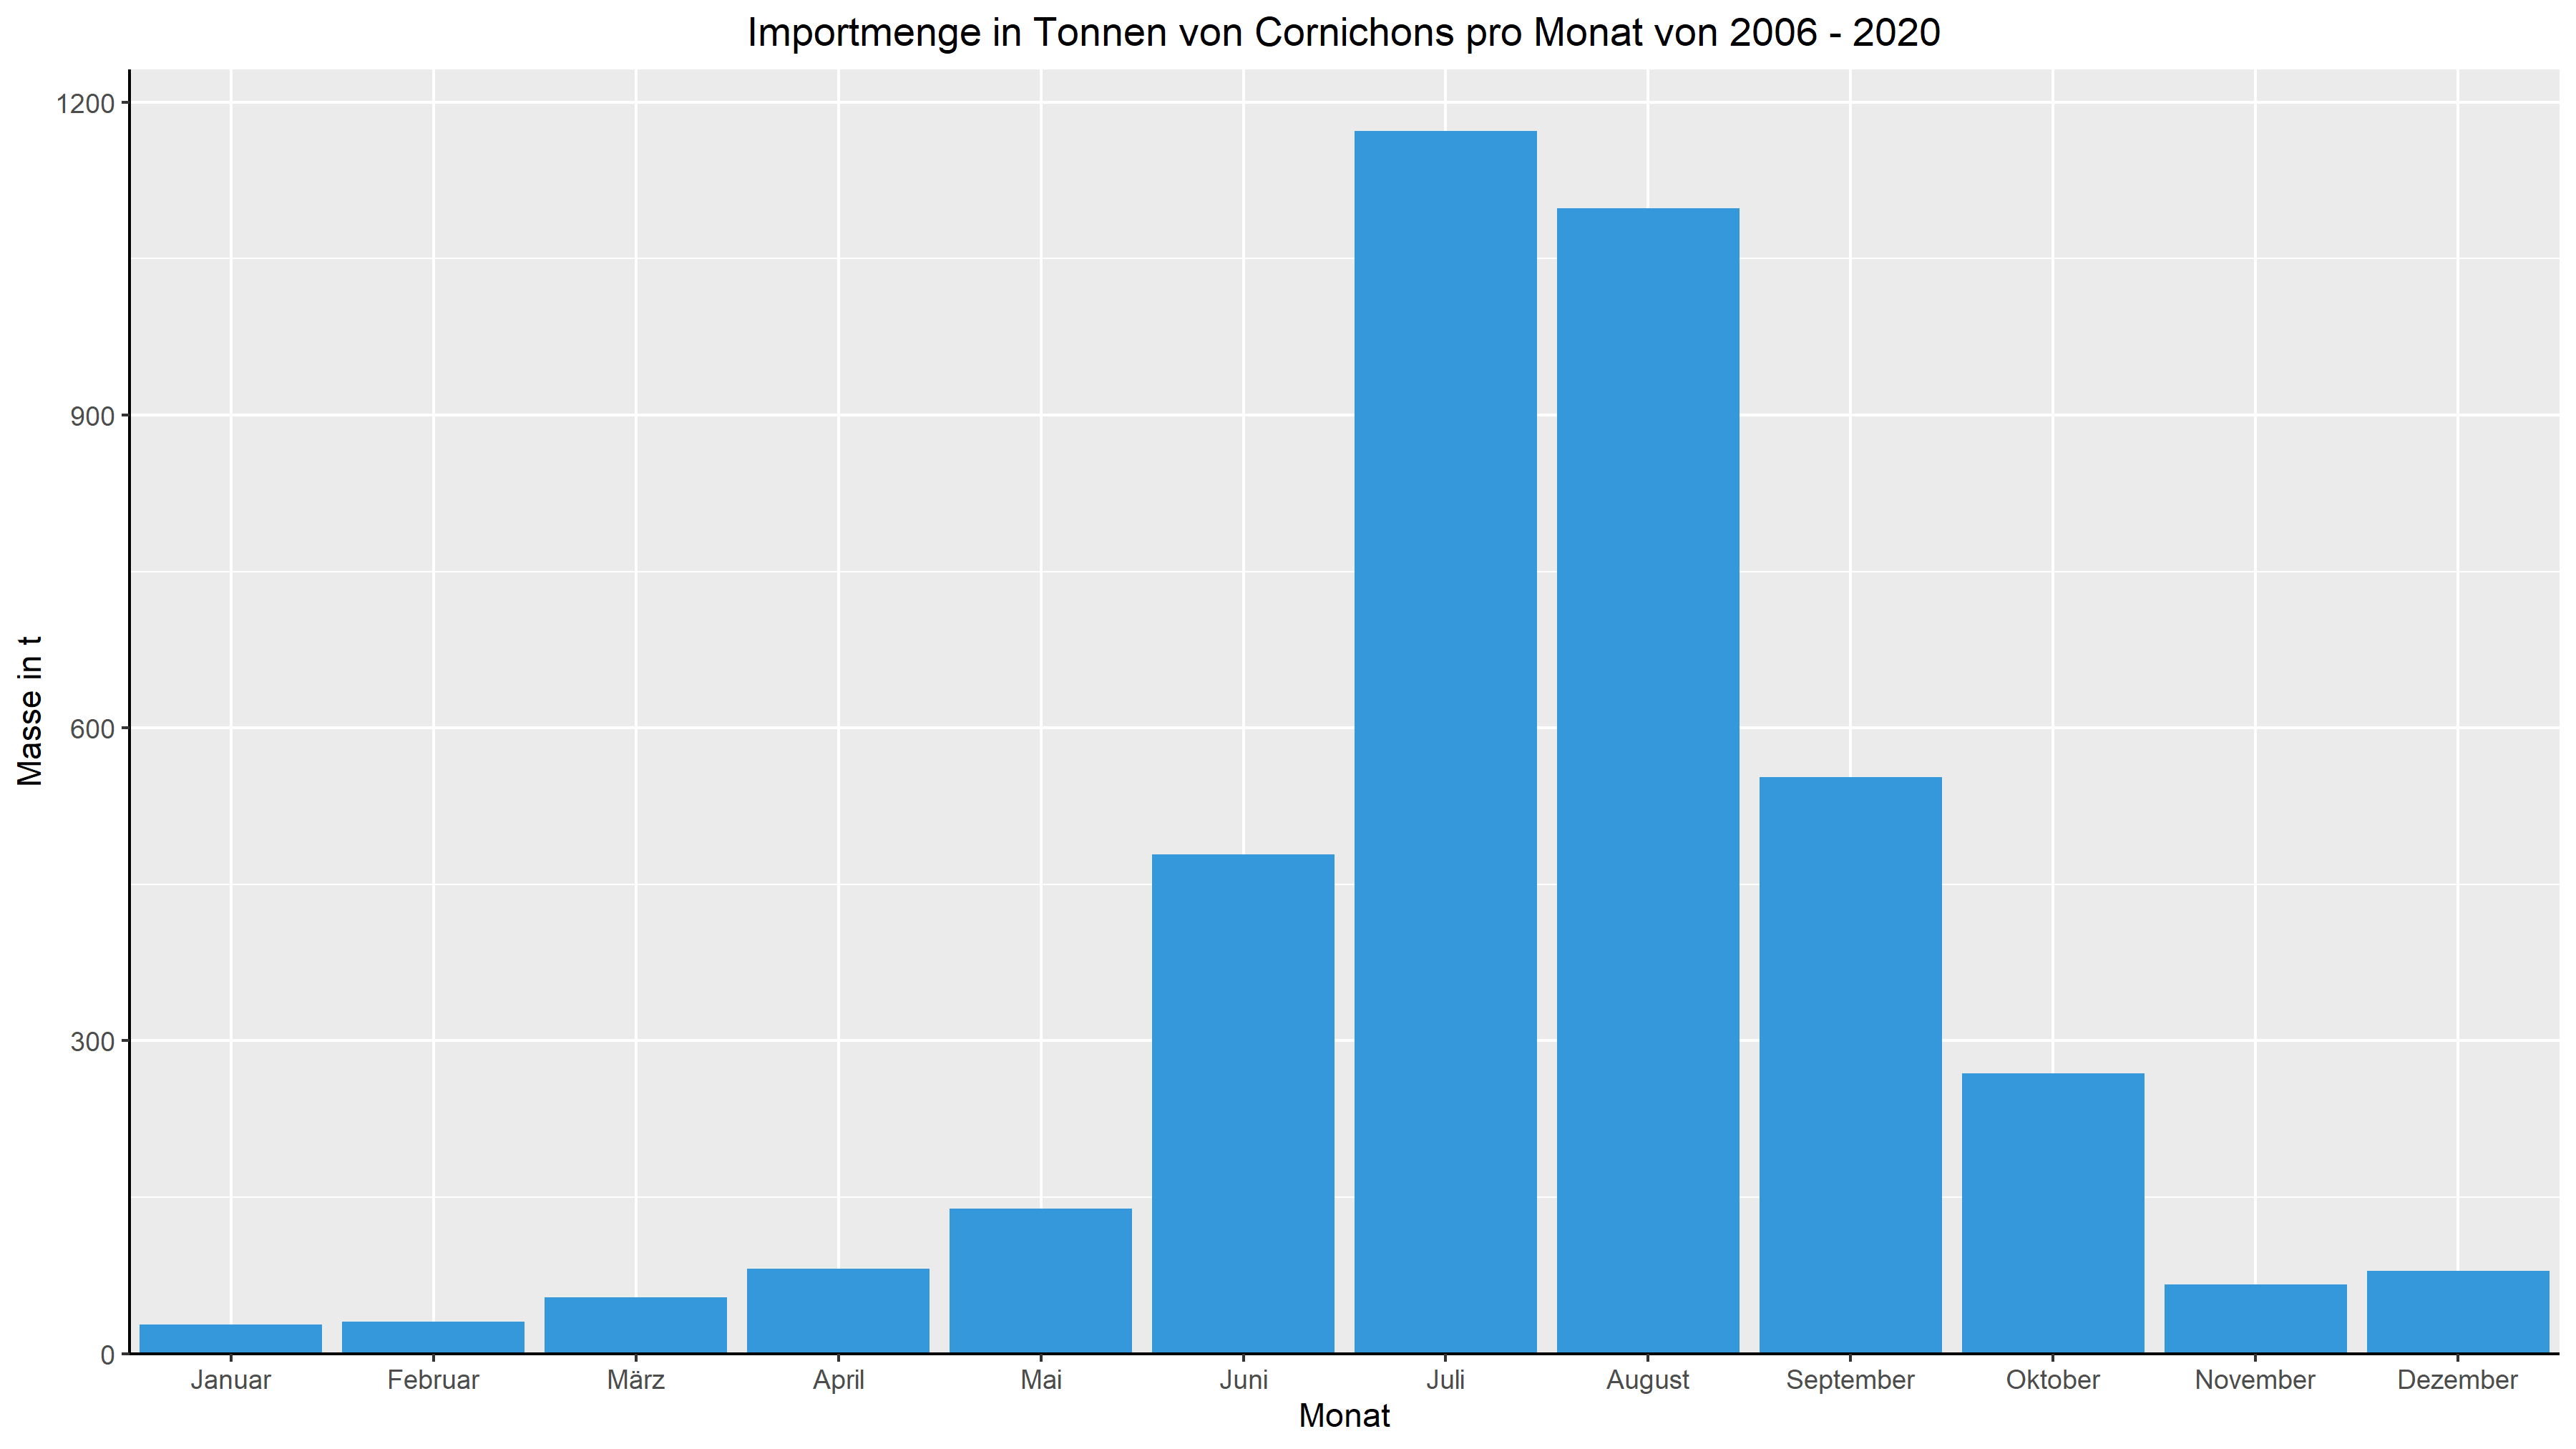 Importmenge in Tonnen von Cornichons pro Monat von 2006 - 2020
Masse in t
1200
900
600
300
0
Januar Februar März April Mai Juni Juli August September Oktober November Dezember
Monat